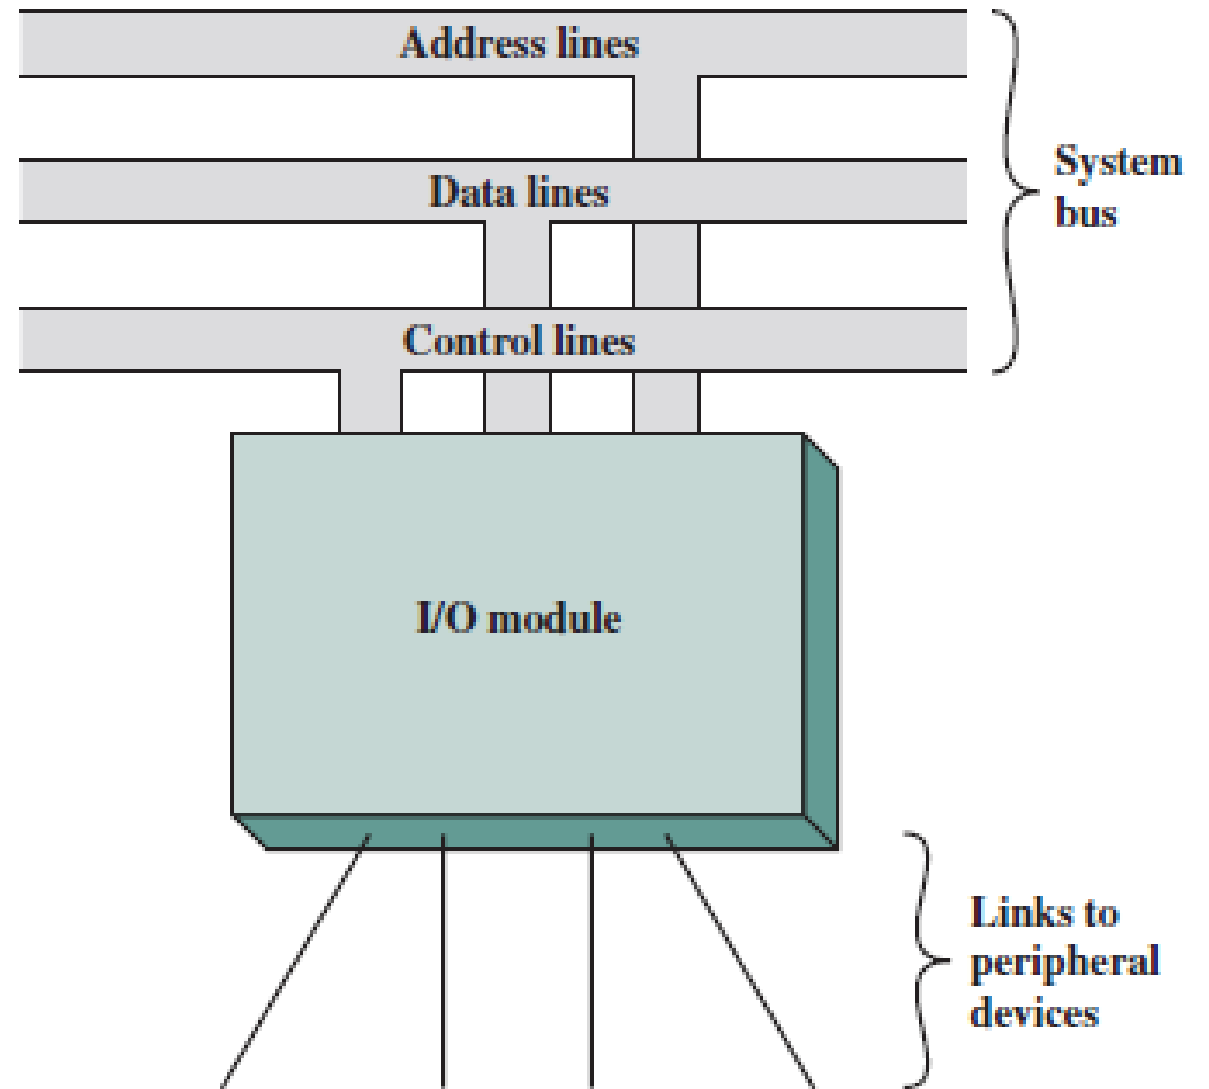 Address lines
Data lines
Control lines
System
bus
I/O module
Links to
peripheral
devices